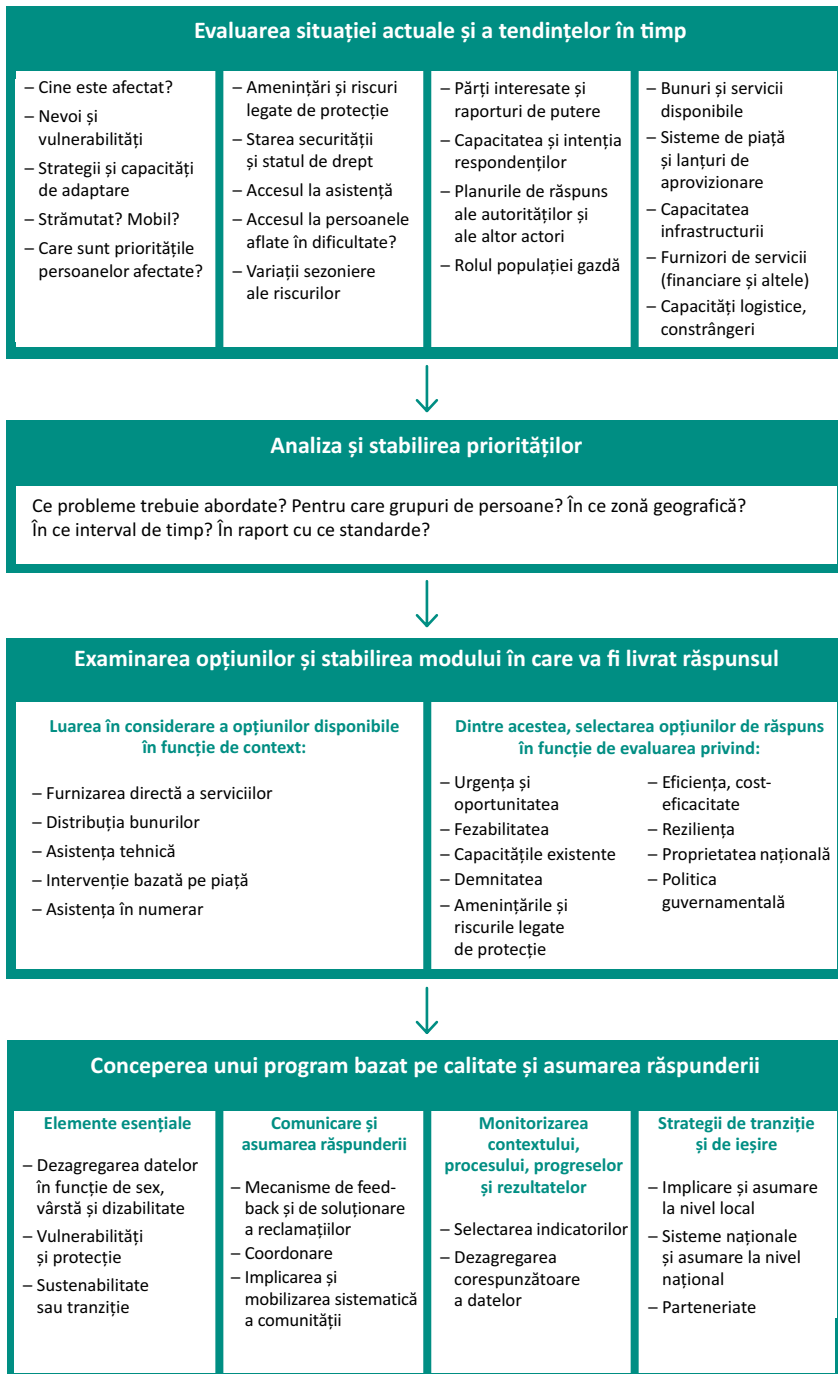 Evaluarea situației actuale și a tendințelor în timp
– Cine este afectat?
– Nevoi și
vulnerabilități
– Strategii și capacități
de adaptare
– Strămutat? Mobil?
– Care sunt prioritățile
persoanelor afectate?
– Amenințări și riscuri
legate de protecție
– Starea securității
și statul de drept
– Accesul la asistență
– Accesul la persoanele
aflate în dificultate?
– Variații sezoniere
ale riscurilor
– Părți interesate și
raporturi de putere
– Capacitatea și intenția
respondenților
– Planurile de răspuns
ale autorităților și
ale altor actori
– Rolul populației gazdă
– Bunuri și servicii
disponibile
– Sisteme de piață
și lanțuri de
aprovizionare
– Capacitatea
infrastructurii
– Furnizori de servicii
(financiare și altele)
– Capacități logistice,
constrângeri
Analiza și stabilirea priorităților
Ce probleme trebuie abordate? Pentru care grupuri de persoane? În ce zonă geografică?
În ce interval de timp? În raport cu ce standarde?
Examinarea opțiunilor și stabilirea modului în care va fi livrat răspunsul
Luarea în considerare a opțiunilor disponibile
în funcție de context:
– Furnizarea directă a serviciilor
– Distribuția bunurilor
– Asistența tehnică
– Intervenție bazată pe piață
– Asistența în numerar
Dintre acestea, selectarea opțiunilor de răspuns
în funcție de evaluarea privind:
– Urgența și
oportunitatea
– Fezabilitatea
– Capacitățile existente
– Demnitatea
– Amenințările și
riscurile legate
de protecție
– Eficiența, cost-
eficacitate
– Reziliența
– Proprietatea națională
– Politica
guvernamentală
Conceperea unui program bazat pe calitate și asumarea răspunderii
Elemente esențiale
– Dezagregarea datelor
în funcție de sex,
vârstă și dizabilitate
– Vulnerabilități
și protecție
– Sustenabilitate
sau tranziție
Comunicare și
asumarea răspunderii
– Mecanisme de feed-
back și de soluționare
a reclamațiilor
– Coordonare
– Implicarea și
mobilizarea sistematică
a comunității
Monitorizarea
contextului,
procesului, progreselor
și rezultatelor
– Selectarea indicatorilor
– Dezagregarea
corespunzătoare
a datelor
Strategii de tranziție
și de ieșire
– Implicare și asumare
la nivel local
– Sisteme naționale
și asumare la nivel
național
– Parteneriate